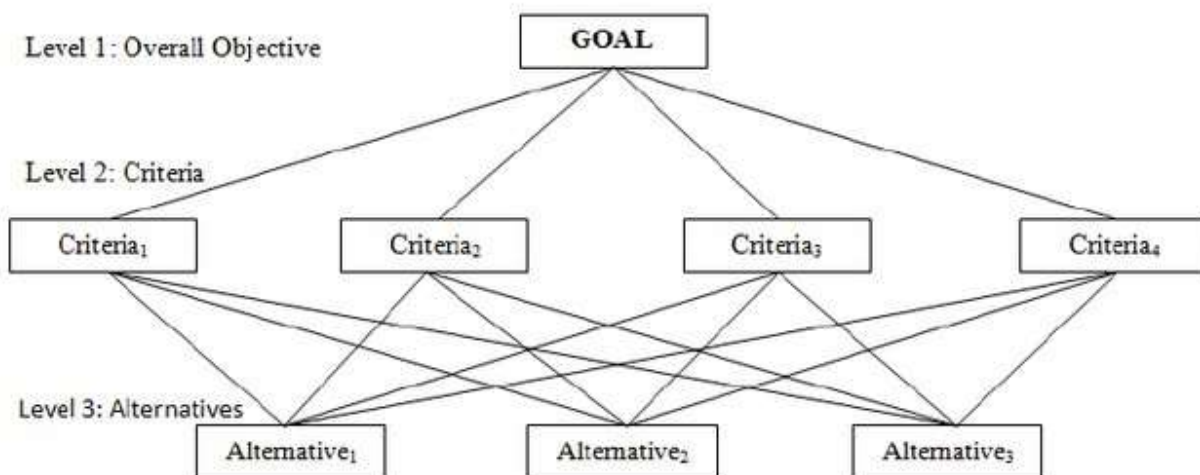 Level 1: Overall Objective
GOAL
Level 2: Criteria
Criteria₁
Criteria₂
Criteria₃
Criteria₄
Level 3: Alternatives
Alternative₁
Alternative₂
Alternative₃